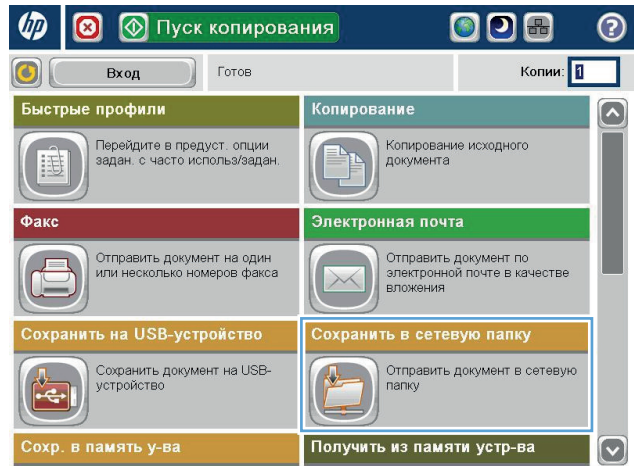 hp
Пуск копирования
?
Вход
Готов
Копии: 1
Быстрые профили
Перейдите в предуст. опции
задан. с часто использ/задан.
Копирование
Копирование исходного
документа
Факс
Отправить документ на один
или несколько номеров факса
Электронная почта
Отправить документ по
электронной почте в качестве
вложения
Сохранить на USB-устройство
Сохранить документ на USB-
устройство
Сохранить в сетевую папку
Отправить документ в сетевую
папку
Сохр. в память у-ва
Получить из памяти устр-ва